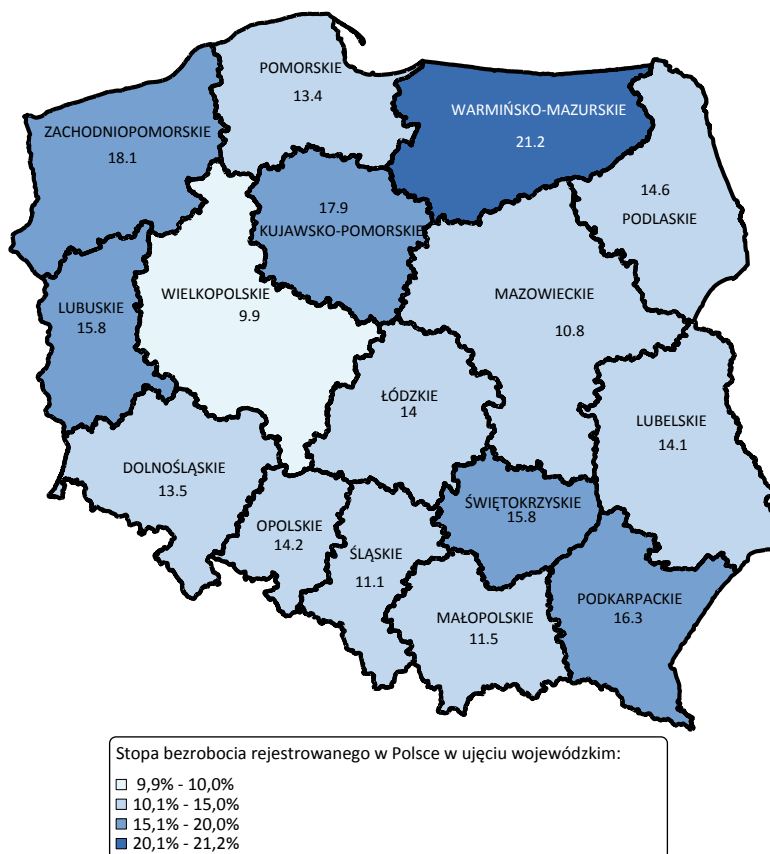 POMORSKIE
13.4
WARMIŃSKO-MAZURSKIE
21.2
ZACHODNIOPOMORSKIE
18.1
14.6
PODLASKIE
17.9
KUJAWSKO-POMORSKIE
WIELKOPOLSKIE
9.9
MAZOWIECKIE
10.8
LUBUSKIE
15.8
ŁÓDZKIE
14
LUBELSKIE
14.1
DOLNOŚLĄSKIE
13.5
ŚWIĘTOKRZYSKIE
15.8
OPOLSKIE
14.2
ŚLĄSKIE
11.1
PODKARPACKIE
16.3
MAŁOPOLSKIE
11.5
Stopa bezrobocia rejestrowanego w Polsce w ujęciu wojewódzkim:
9,9% - 10,0%
10,1% - 15,0%
15,1% - 20,0%
20,1% - 21,2%